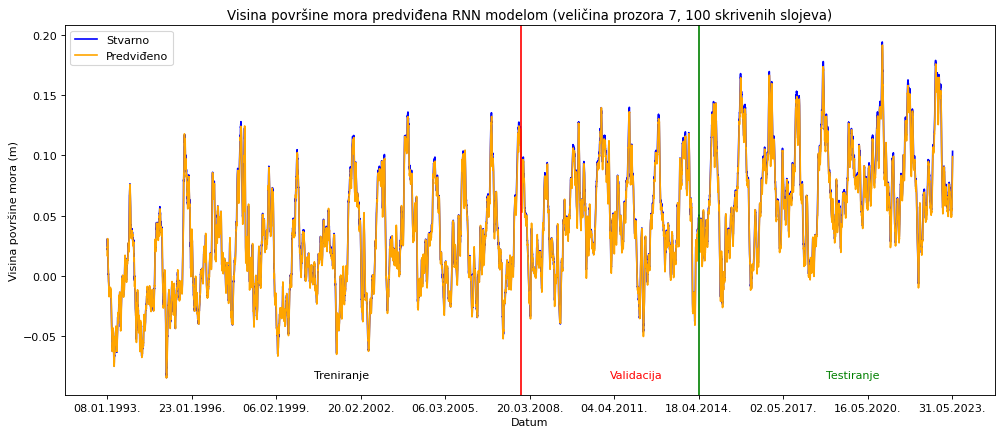 Visina površine mora predviđena RNN modelom (veličina prozora 7, 100 skrivenih slojeva)
Stvarno
Predviđeno
0.20
0.15
0.10
0.05
0.00
−0.05
Visina površine mora (m)
Treniranje
Validacija
Testiranje
08.01.1993.
23.01.1996.
06.02.1999.
20.02.2002.
06.03.2005.
20.03.2008.
04.04.2011.
18.04.2014.
02.05.2017.
16.05.2020.
31.05.2023.
Datum